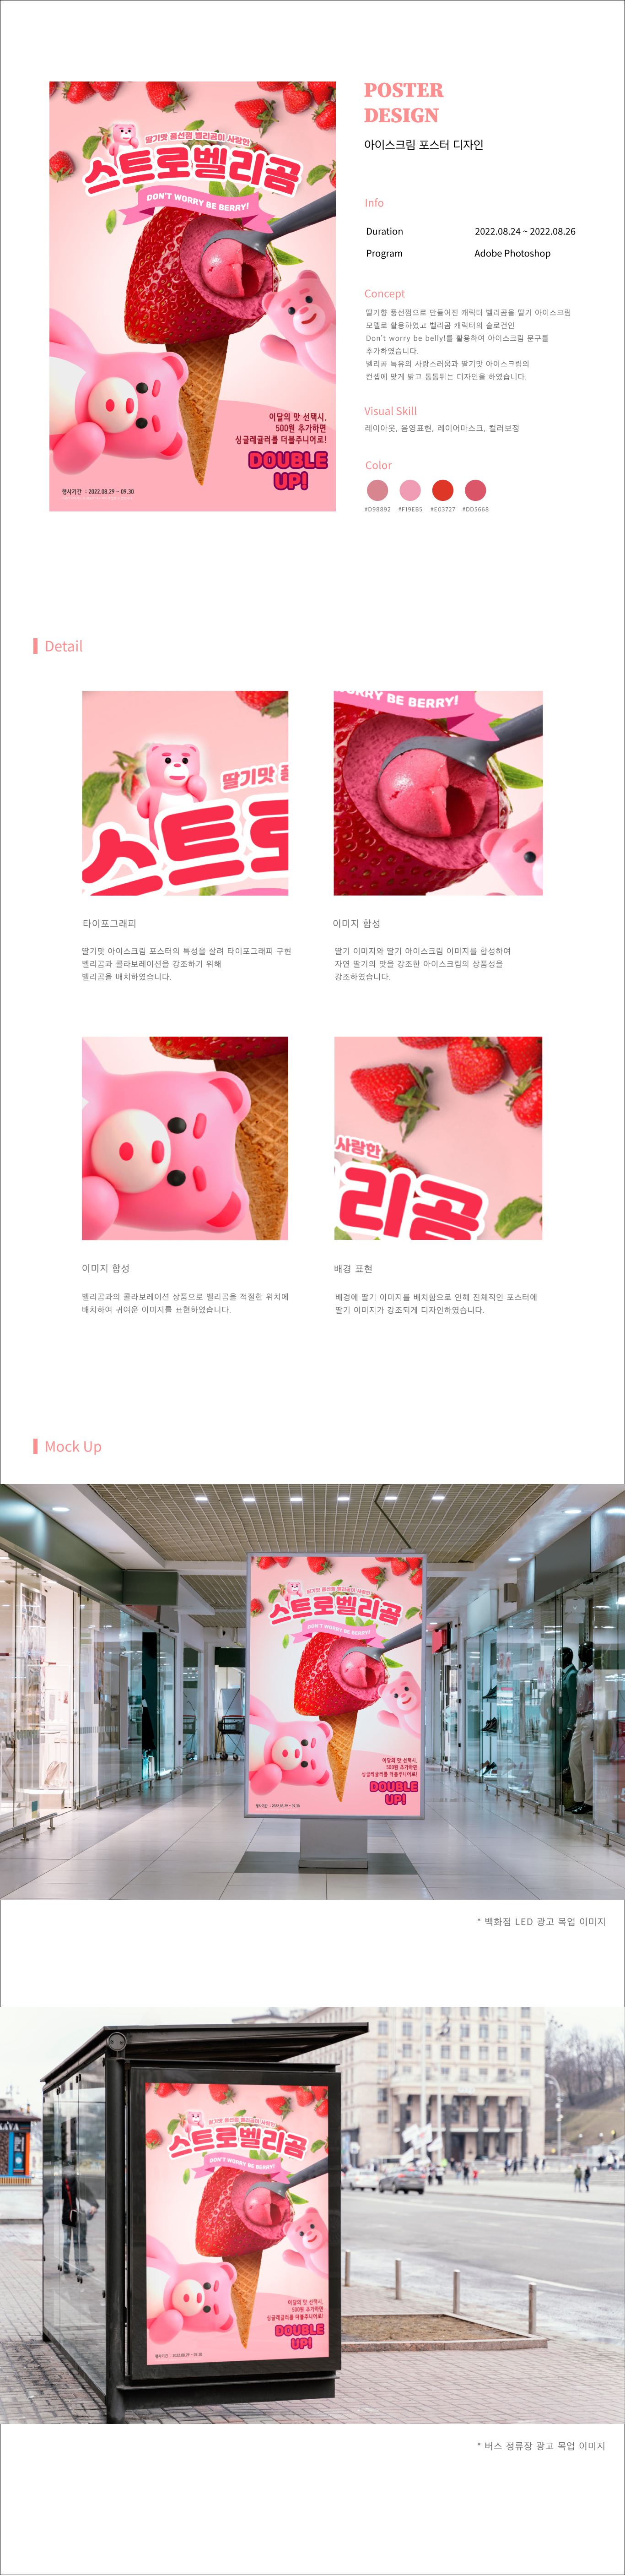 딸기맛 풍선껌 벨리곰이 사랑한
스트로벨리곰
DON'T WORRY BE BERRY!
이달의 맛 선택시,
500원 추가하면
싱글레귤러를 더블주니어로!
DOUBLE
UP!
행사기간 : 2022.08.29 ~ 09.30
POSTER
DESIGN
아이스크림 포스터 디자인
Info
Duration 2022.08.24 ~ 2022.08.26
Program Adobe Photoshop
Concept
딸기향 풍선껌으로 만들어진 캐릭터 벨리곰을 딸기 아이스크림
모델로 활용하였고 벨리곰 캐릭터의 슬로건인
Don't worry be belly!를 활용하여 아이스크림 문구를
추가하였습니다.
벨리곰 특유의 사랑스러움과 딸기맛 아이스크림의
컨셉에 맞게 밝고 통통튀는 디자인을 하였습니다.
Visual Skill
레이아웃, 음영표현, 레이어마스크, 컬러보정
Color
#D98892 #F19EB5 #E03727 #DD5668
Detail
딸기맛 풍
스트로
WORRY BE BERRY!
타이포그래피
딸기맛 아이스크림 포스터의 특성을 살려 타이포그래피 구현
벨리곰과 콜라보레이션을 강조하기 위해
벨리곰을 배치하였습니다.
이미지 합성
딸기 이미지와 딸기 아이스크림 이미지를 합성하여
자연 딸기의 맛을 강조한 아이스크림의 상품성을
강조하였습니다.
사랑한
리곰
이미지 합성
벨리곰과의 콜라보레이션 상품으로 벨리곰을 적절한 위치에
배치하여 귀여운 이미지를 표현하였습니다.
배경 표현
배경에 딸기 이미지를 배치함으로 인해 전체적인 포스터에
딸기 이미지가 강조되게 디자인하였습니다.
Mock Up
딸기맛 풍선껌 벨리곰이 사랑한
스트로벨리곰
DON'T WORRY BE BERRY!
이달의 맛 선택시,
500원 추가하면
싱글레귤러를 더블주니어로!
DOUBLE
UP!
행사기간 : 2022.08.29 ~ 09.30
* 백화점 LED 광고 목업 이미지
딸기맛 풍선껌 벨리곰이 사랑한
스트로벨리곰
DON'T WORRY BE BERRY!
이달의 맛 선택시,
500원 추가하면
싱글레귤러를 더블주니어로!
DOUBLE
UP!
행사기간 : 2022.08.29 ~ 09.30
* 버스 정류장 광고 목업 이미지